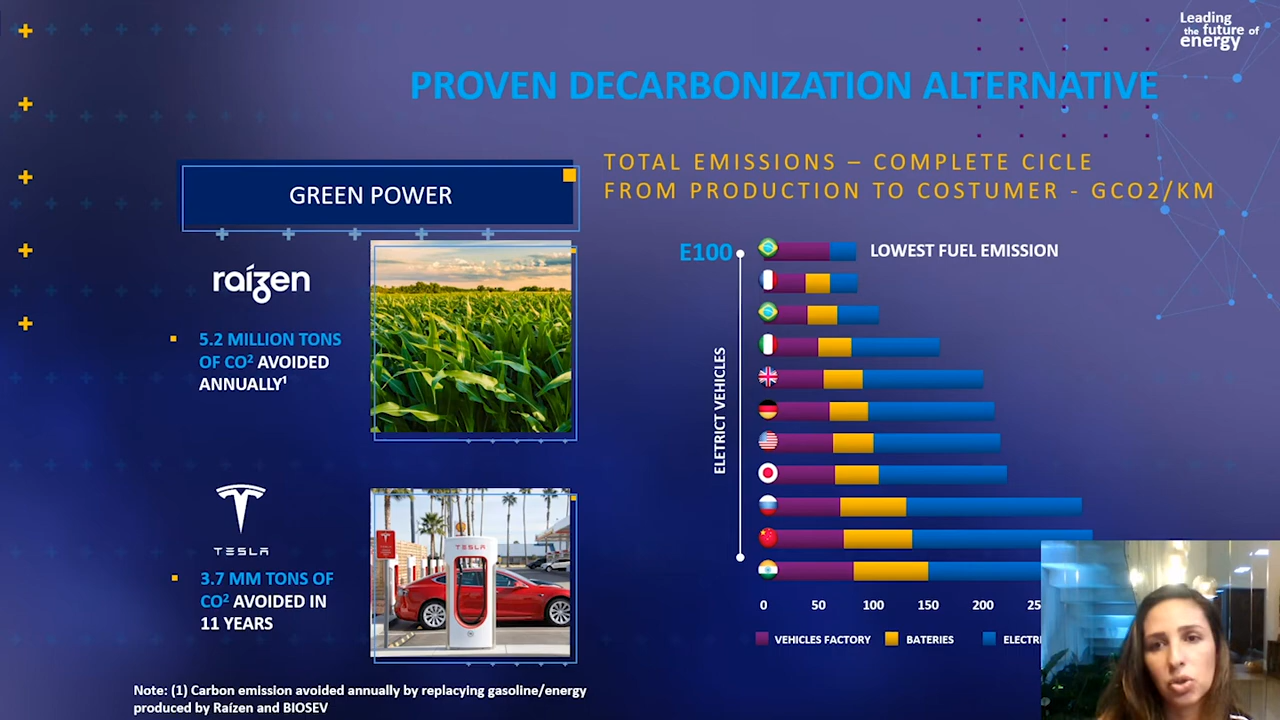 Leading
the future of
energy
PROVEN DECARBONIZATION ALTERNATIVE
GREEN POWER
raízen
5.2 MILLION TONS
OF CO² AVOIDED
ANNUALLY¹
TESLA
3.7 MM TONS OF
CO² AVOIDED IN
11 YEARS
TESLA
TOTAL EMISSIONS – COMPLETE CICLE
FROM PRODUCTION TO COSTUMER - GCO2/KM
E100
LOWEST FUEL EMISSION
ELETRICT VEHICLES
0 50 100 150 200
VEHICLES FACTORY BATERIES
Note: (1) Carbon emission avoided annually by replacying gasoline/energy
produced by Raízen and BIOSEV